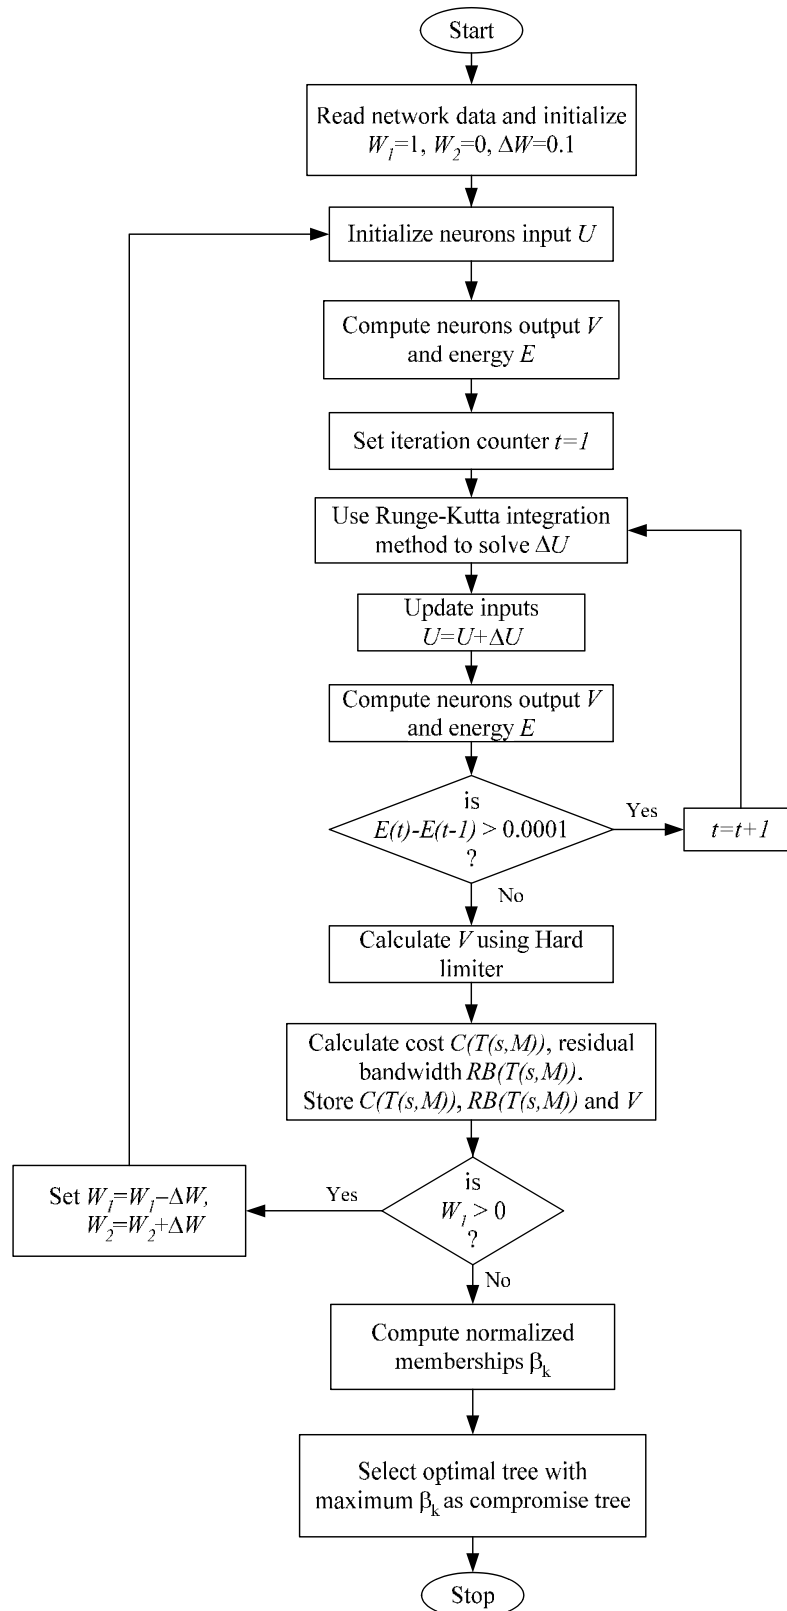 Start
Read network data and initialize
W₁=1, W₂=0, ΔW=0.1
Initialize neurons input U
Compute neurons output V
and energy E
Set iteration counter t=1
Use Runge-Kutta integration
method to solve ΔU
Update inputs
U=U+ΔU
Compute neurons output V
and energy E
is
E(t)-E(t-1) > 0.0001
?
Yes
t=t+1
No
Calculate V using Hard
limiter
Calculate cost C(T(s,M)), residual
bandwidth RB(T(s,M)).
Store C(T(s,M)), RB(T(s,M)) and V
is
W₁ > 0
?
Yes
Set W₁=W₁–ΔW,
W₂=W₂+ΔW
No
Compute normalized
memberships βₖ
Select optimal tree with
maximum βₖ as compromise tree
Stop